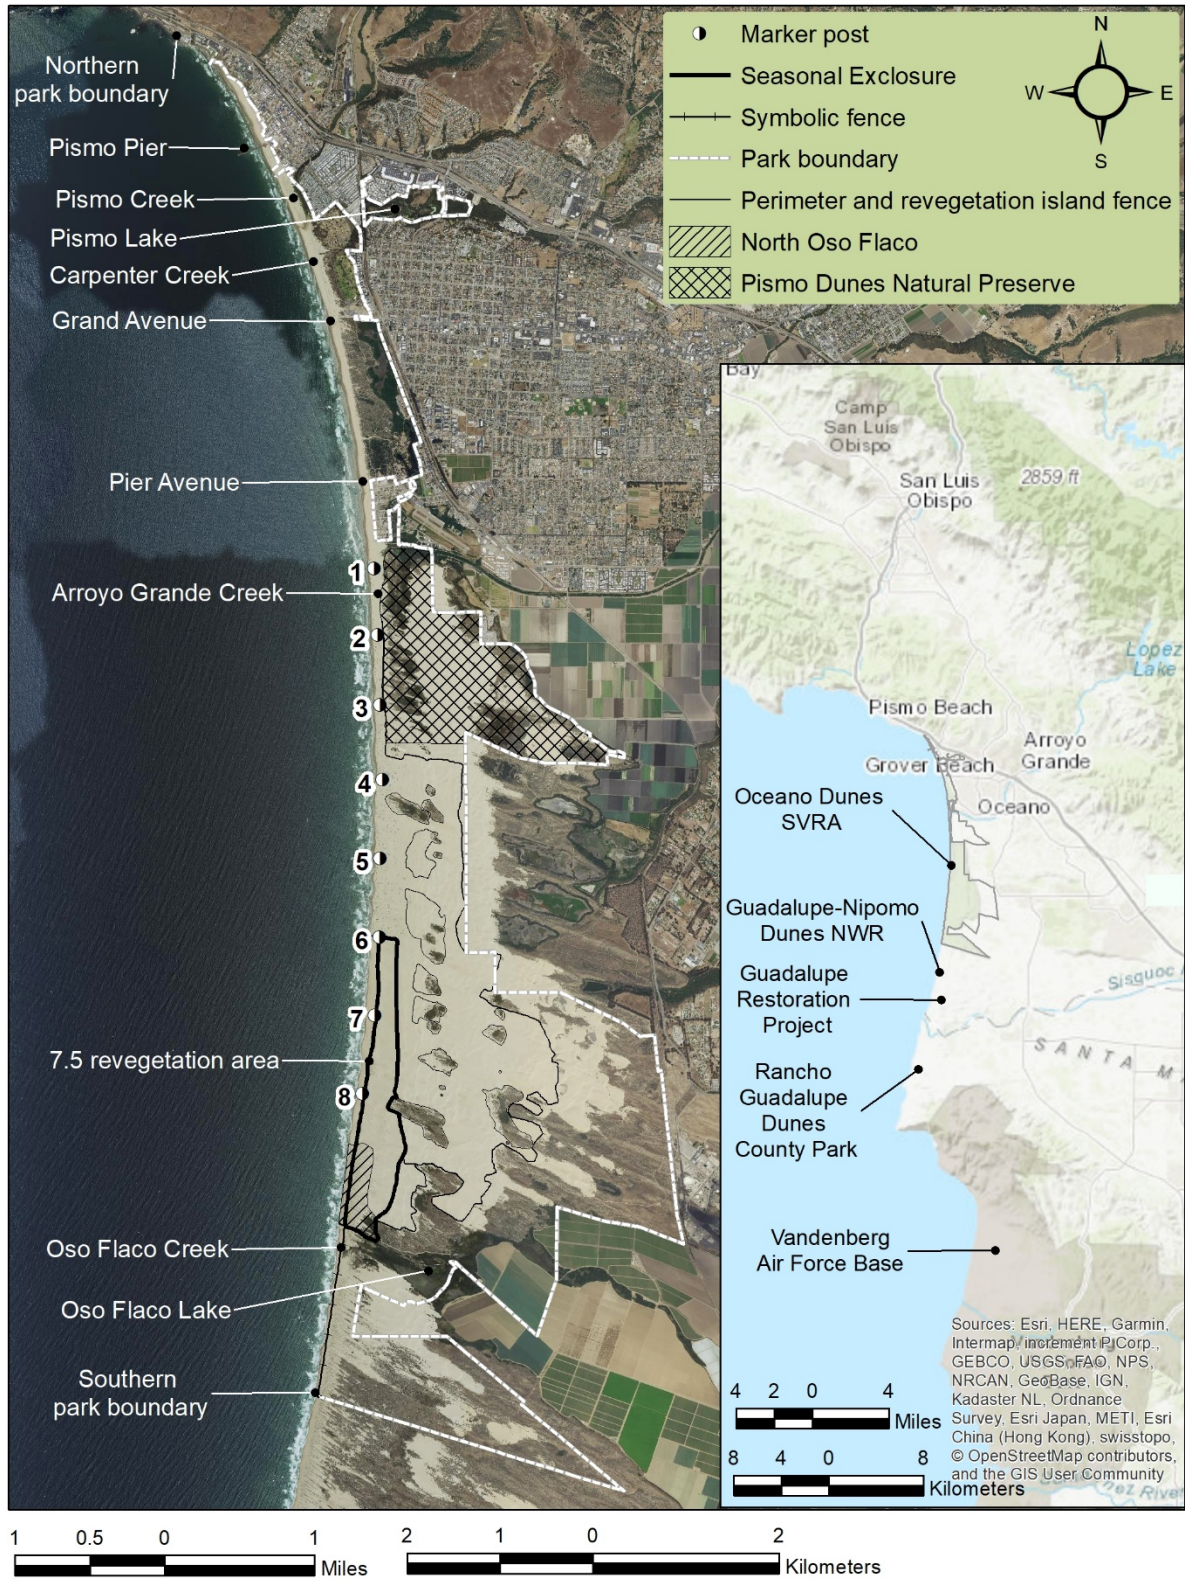 Northern
park boundary
Pismo Pier
Pismo Creek
Pismo Lake
Carpenter Creek
Grand Avenue
Pier Avenue
1
Arroyo Grande Creek
2
3
4
5
6
7
7.5 revegetation area
8
Oso Flaco Creek
Oso Flaco Lake
Southern
park boundary
Marker post
Seasonal Exclosure
Symbolic fence
Park boundary
Perimeter and revegetation island fence
North Oso Flaco
Pismo Dunes Natural Preserve
N
W
E
S
Bay
Camp
San Luis
Obispo
San Luis
Obispo
2859 ft
Lopez
Lake
Pismo Beach
Arroyo
Grande
Grover Beach
Oceano
Oceano Dunes
SVRA
Guadalupe-Nipomo
Dunes NWR
Guadalupe
Restoration
Project
Sisquoc
SANTA M
Rancho
Guadalupe
Dunes
County Park
Vandenberg
Air Force Base
Sources: Esri, HERE, Garmin,
Intermap, increment P Corp.,
GEBCO, USGS, FAO, NPS,
NRCAN, GeoBase, IGN,
Kadaster NL, Ordnance
Survey, Esri Japan, METI, Esri
China (Hong Kong), swisstopo,
© OpenStreetMap contributors,
and the GIS User Community
4 2 0 4
Miles
8 4 0 8
Kilometers
1 0.5 0 1
Miles
2 1 0 2
Kilometers